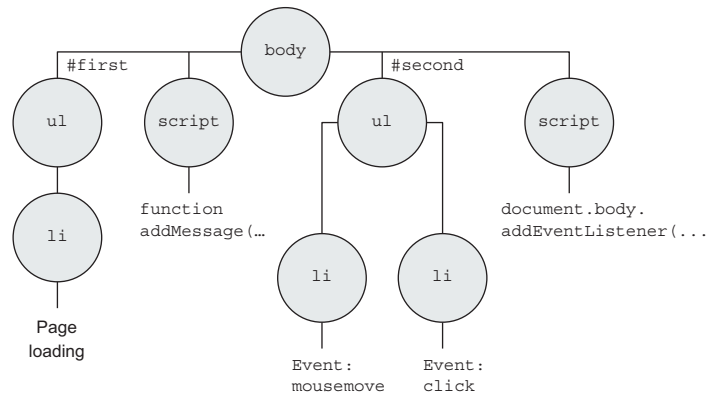 body
#first
#second
ul
script
ul
script
function
addMessage(…
document.body.
addEventListener(...
li
li
li
Page
loading
Event:
mousemove
Event:
click